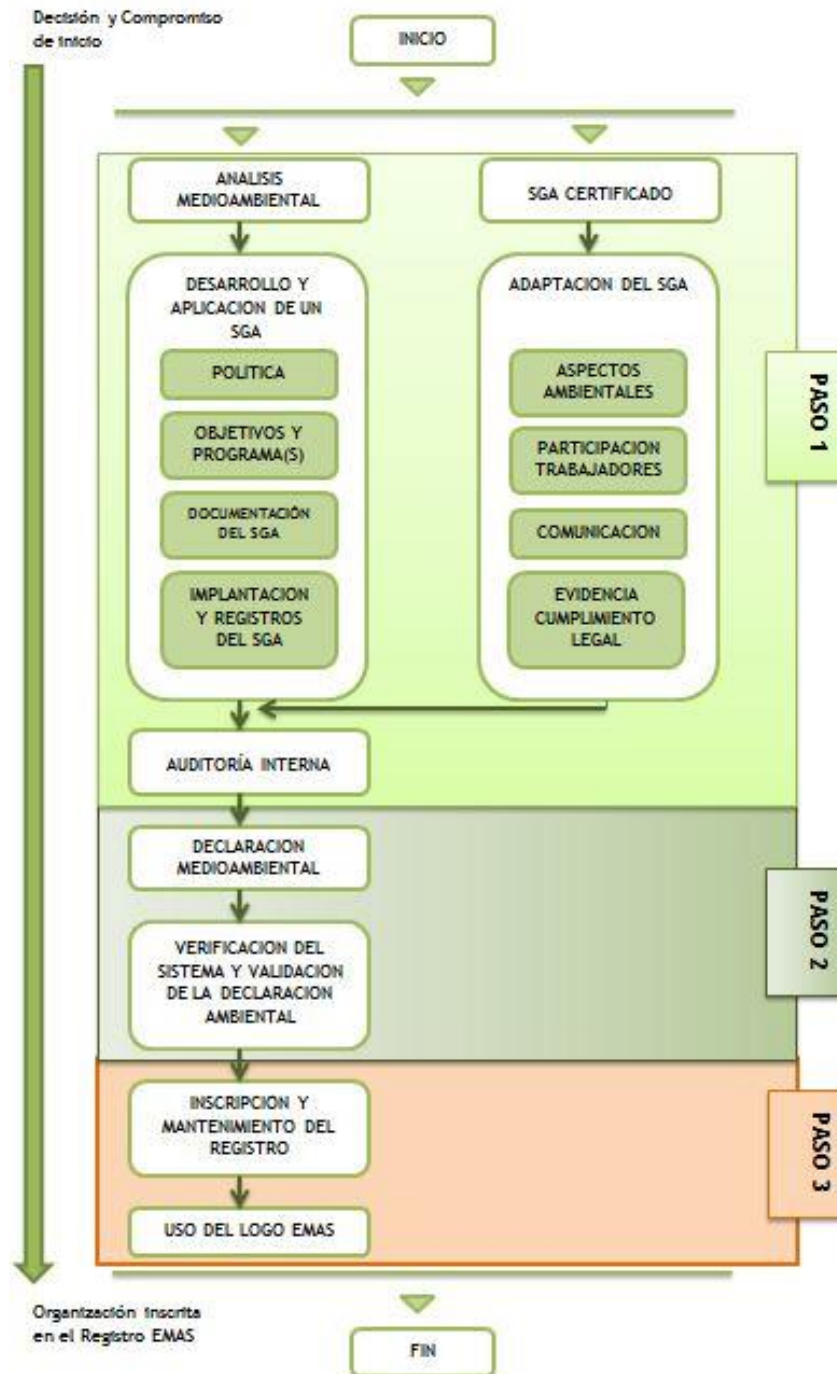 Decisión y Compromiso
de inicio
INICIO
ANALISIS
MEDIOAMBIENTAL
SGA CERTIFICADO
DESARROLLO Y
APLICACION DE UN
SGA
POLITICA
OBJETIVOS Y
PROGRAMA(S)
DOCUMENTACIÓN
DEL SGA
IMPLANTACION
Y REGISTROS
DEL SGA
ADAPTACION DEL SGA
ASPECTOS
AMBIENTALES
PARTICIPACION
TRABAJADORES
COMUNICACION
EVIDENCIA
CUMPLIMIENTO
LEGAL
PASO 1
AUDITORÍA INTERNA
DECLARACION
MEDIOAMBIENTAL
VERIFICACION DEL
SISTEMA Y VALIDACION
DE LA DECLARACION
AMBIENTAL
PASO 2
INSCRIPCION Y
MANTENIMIENTO DEL
REGISTRO
USO DEL LOGO EMAS
PASO 3
Organización inscrita
en el Registro EMAS
FIN